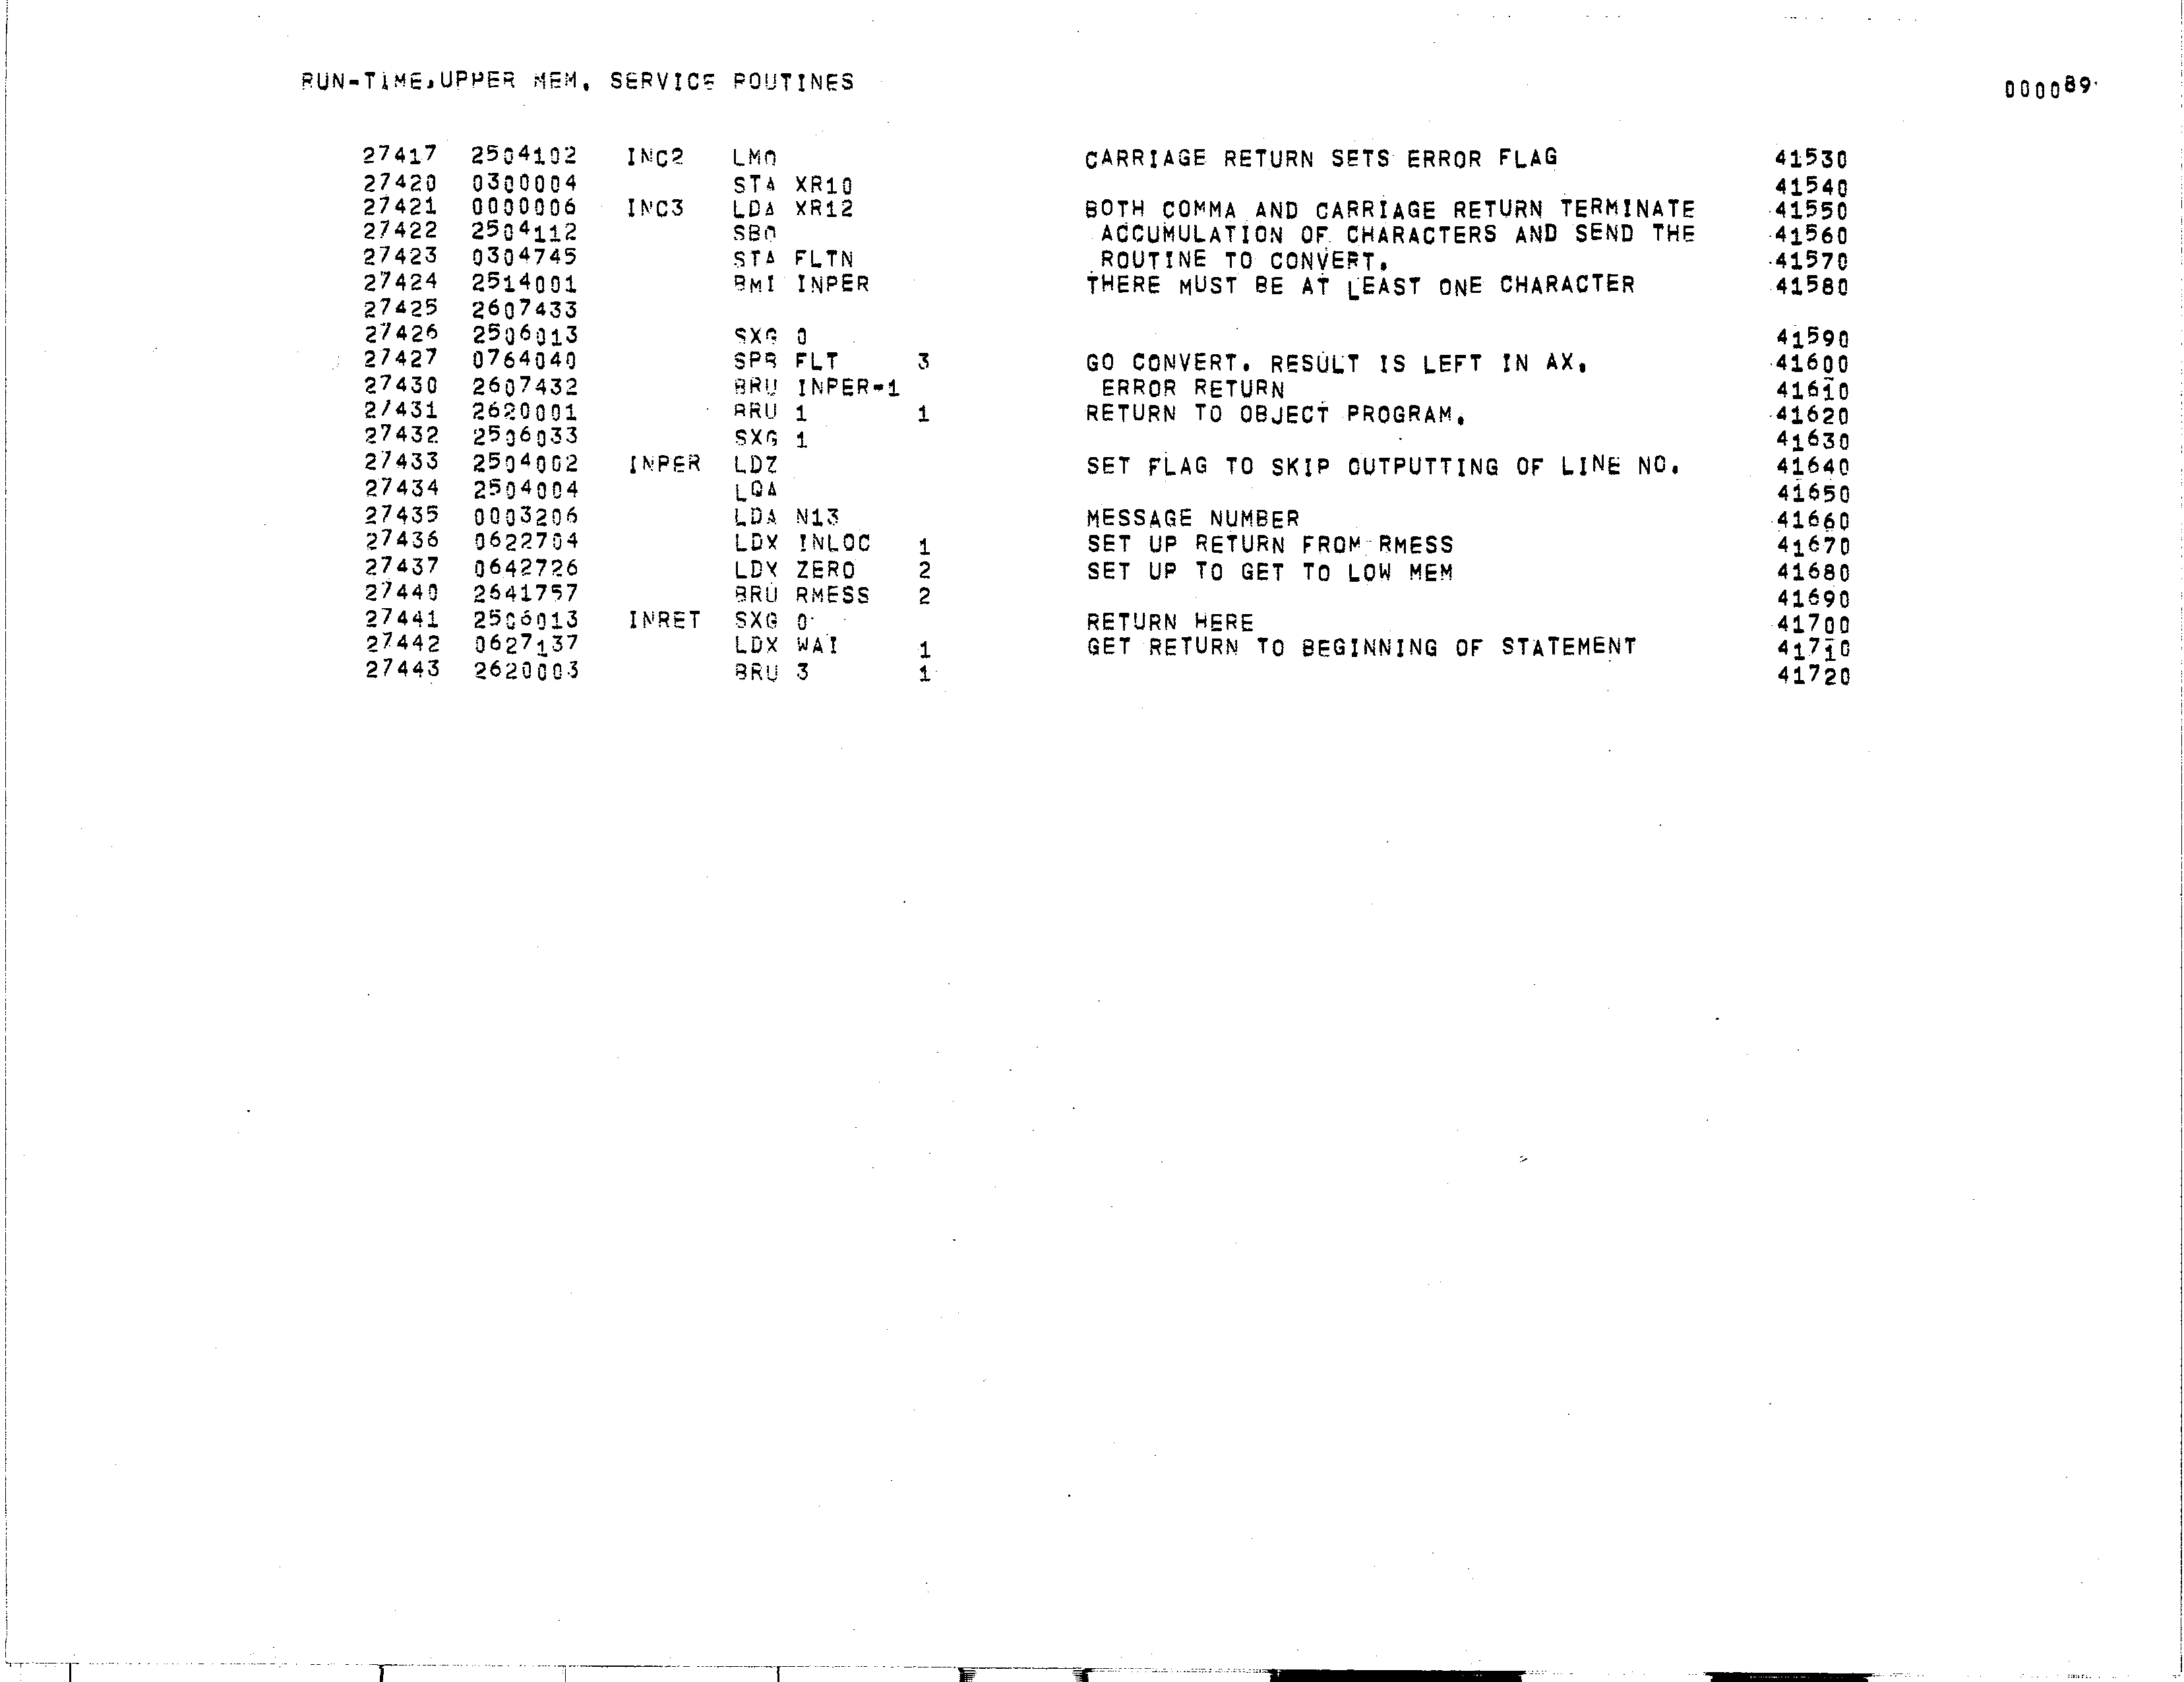 RUN-TIME,UPPER MEM. SERVICE ROUTINES 000089
27417 2504102 INC2 LMO CARRIAGE RETURN SETS ERROR FLAG 41530
27420 0300004 STA XR10 41540
27421 0000006 INC3 LDA XR12 BOTH COMMA AND CARRIAGE RETURN TERMINATE 41550
27422 2504112 SBO ACCUMULATION OF CHARACTERS AND SEND THE 41560
27423 0304745 STA FLTN ROUTINE TO CONVERT. 41570
27424 2514001 BMI INPER THERE MUST BE AT LEAST ONE CHARACTER 41580
27425 2607433
27426 2506013 SXG 0 41590
27427 0764040 SPB FLT 3 GO CONVERT. RESULT IS LEFT IN AX. 41600
27430 2607432 BRU INPER-1 ERROR RETURN 41610
27431 2620001 BRU 1 1 RETURN TO OBJECT PROGRAM. 41620
27432 2506033 SXG 1 41630
27433 2504002 INPER LDZ SET FLAG TO SKIP OUTPUTTING OF LINE NO. 41640
27434 2504004 LQA 41650
27435 0003206 LDA N13 MESSAGE NUMBER 41660
27436 0622704 LDX INLOC 1 SET UP RETURN FROM RMESS 41670
27437 0642726 LDX ZERO 2 SET UP TO GET TO LOW MEM 41680
27440 2641757 BRU RMESS 2 41690
27441 2506013 INRET SXG 0 RETURN HERE 41700
27442 0627137 LDX WAI 1 GET RETURN TO BEGINNING OF STATEMENT 41710
27443 2620003 BRU 3 1 41720